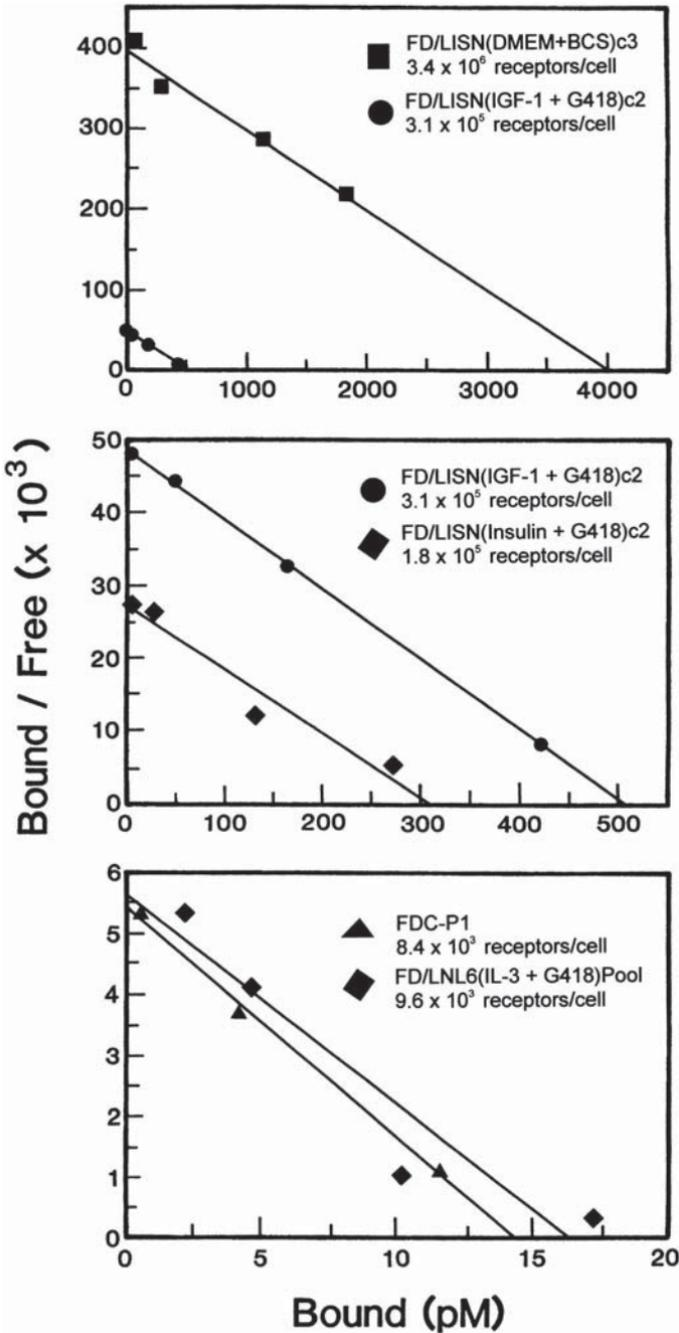 Bound / Free (x 10³)
400
300
200
100
0
FD/LISN(DMEM+BCS)c3
3.4 x 10⁶ receptors/cell
FD/LISN(IGF-1 + G418)c2
3.1 x 10⁵ receptors/cell
0 1000 2000 3000 4000
50
40
30
20
10
0
FD/LISN(IGF-1 + G418)c2
3.1 x 10⁵ receptors/cell
FD/LISN(Insulin + G418)c2
1.8 x 10⁵ receptors/cell
0 100 200 300 400 500
6
5
4
3
2
1
0
FDC-P1
8.4 x 10³ receptors/cell
FD/LNL6(IL-3 + G418)Pool
9.6 x 10³ receptors/cell
0 5 10 15 20
Bound (pM)